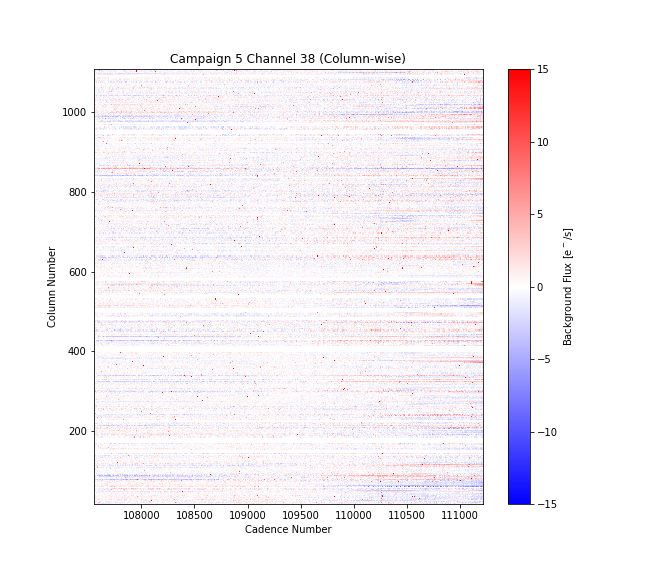 Campaign 5 Channel 38 (Column-wise)
Column Number
1000
800
600
400
200
108000 108500 109000 109500 110000 110500 111000
Cadence Number
15
10
5
0
−5
−10
−15
Background Flux [e⁻/s]